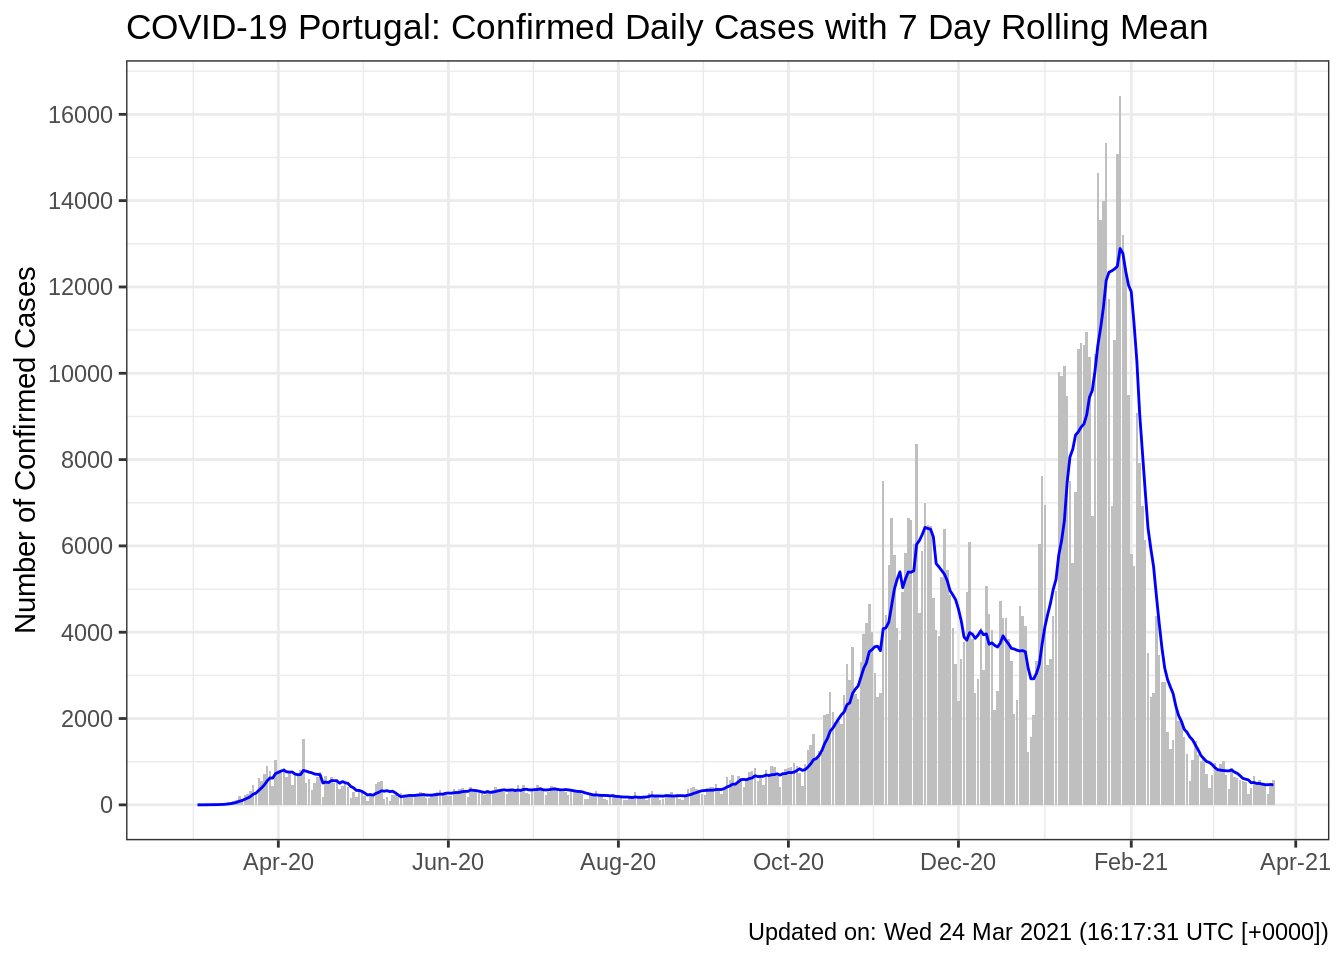 COVID-19 Portugal: Confirmed Daily Cases with 7 Day Rolling Mean
Number of Confirmed Cases
16000
14000
12000
10000
8000
6000
4000
2000
0
Apr-20 Jun-20 Aug-20 Oct-20 Dec-20 Feb-21 Apr-21
Updated on: Wed 24 Mar 2021 (16:17:31 UTC [+0000])